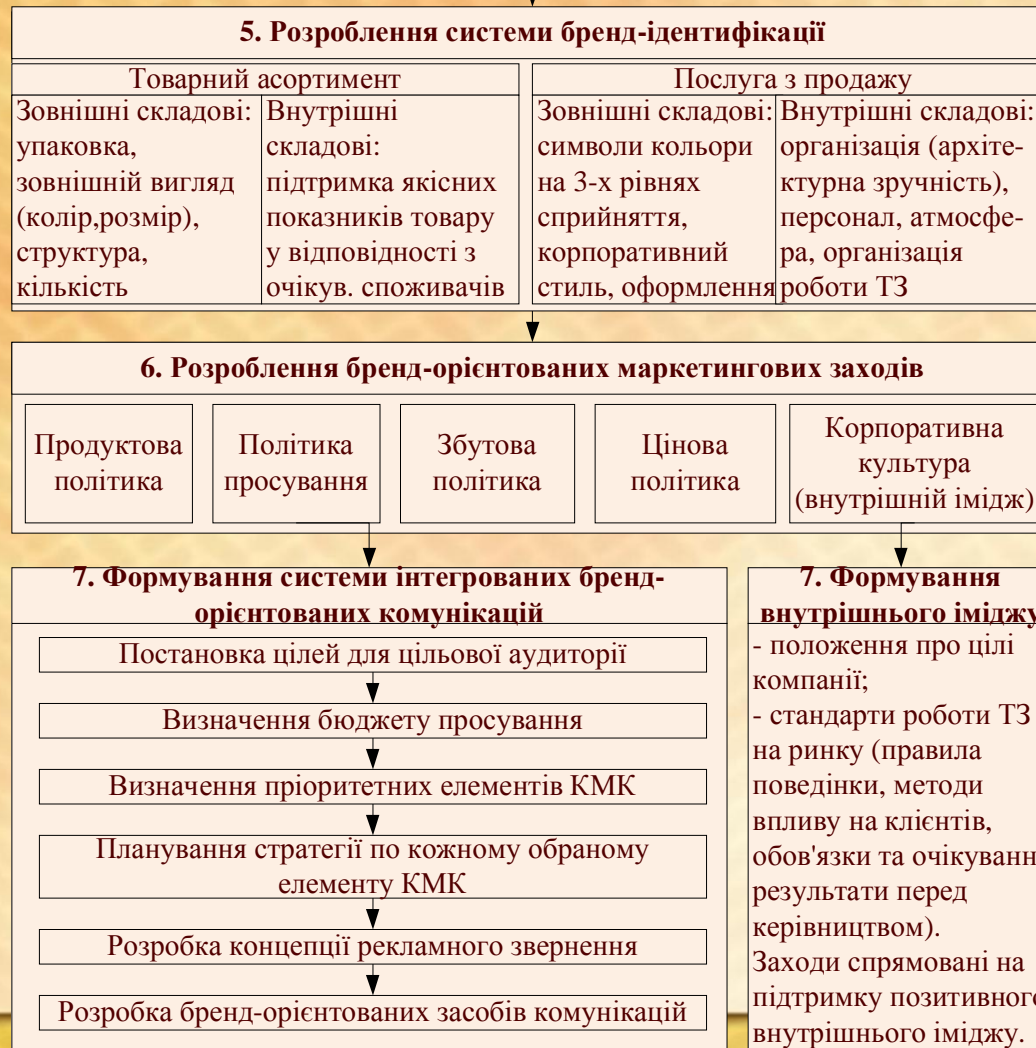 5. Розроблення системи бренд-ідентифікації
Товарний асортимент
Зовнішні складові:
упаковка,
зовнішній вигляд
(колір,розмір),
структура,
кількість
Внутрішні
складові:
підтримка якісних
показників товару
у відповідності з
очікув. споживачів
Послуга з продажу
Зовнішні складові:
символи кольори
на 3-х рівнях
сприйняття,
корпоративний
стиль, оформлення
Внутрішні складові:
організація (архіте-
ктурна зручність),
персонал, атмосфе-
ра, організація
роботи ТЗ
6. Розроблення бренд-орієнтованих маркетингових заходів
Продуктова
політика
Політика
просування
Збутова
політика
Цінова
політика
Корпоративна
культура
(внутрішній імідж)
7. Формування системи інтегрованих бренд-
орієнтованих комунікацій
Постановка цілей для цільової аудиторії
Визначення бюджету просування
Визначення пріоритетних елементів КМК
Планування стратегії по кожному обраному
елементу КМК
Розробка концепції рекламного звернення
Розробка бренд-орієнтованих засобів комунікацій
7. Формування
внутрішнього іміджу
- положення про цілі
компанії;
- стандарти роботи ТЗ
на ринку (правила
поведінки, методи
впливу на клієнтів,
обов'язки та очікуванн
результати перед
керівництвом).
Заходи спрямовані на
підтримку позитивного
внутрішнього іміджу.